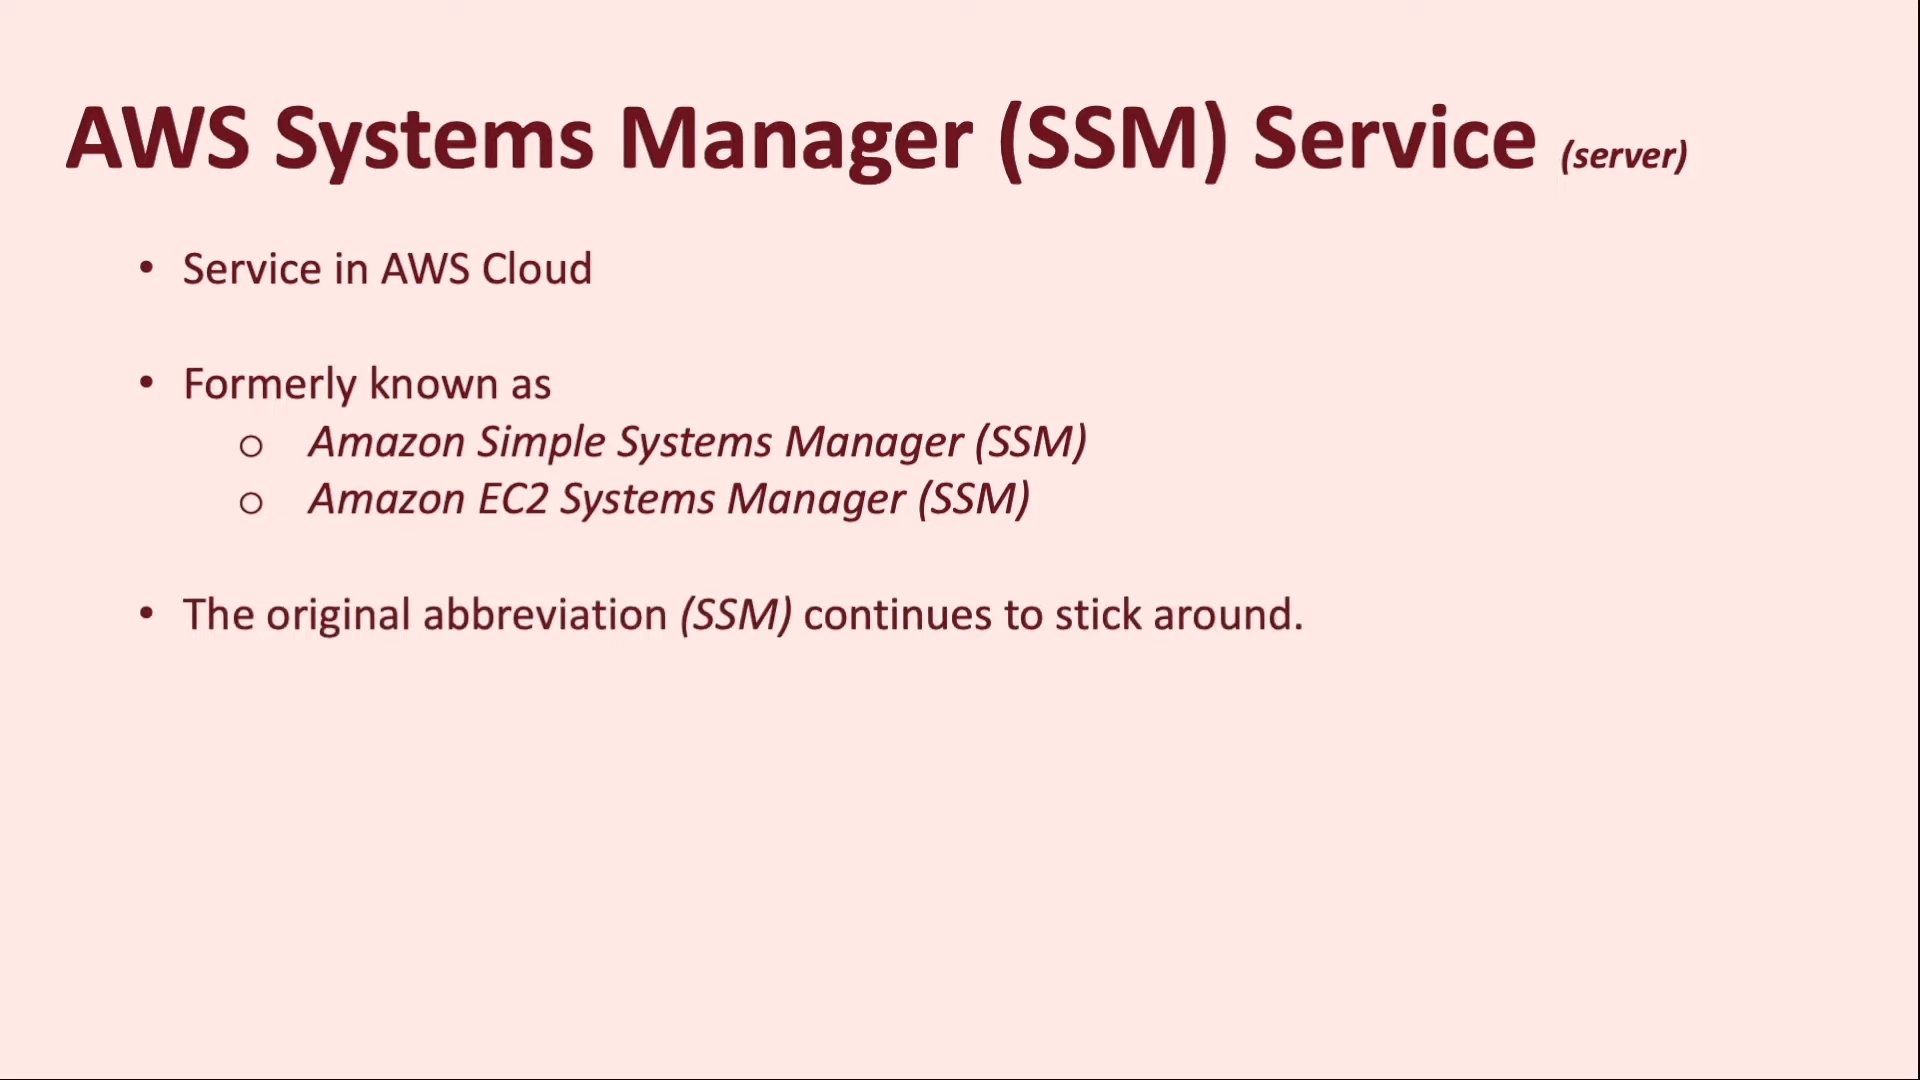 AWS Systems Manager (SSM) Service (server)
• Service in AWS Cloud
• Formerly known as
o Amazon Simple Systems Manager (SSM)
o Amazon EC2 Systems Manager (SSM)
• The original abbreviation (SSM) continues to stick around.